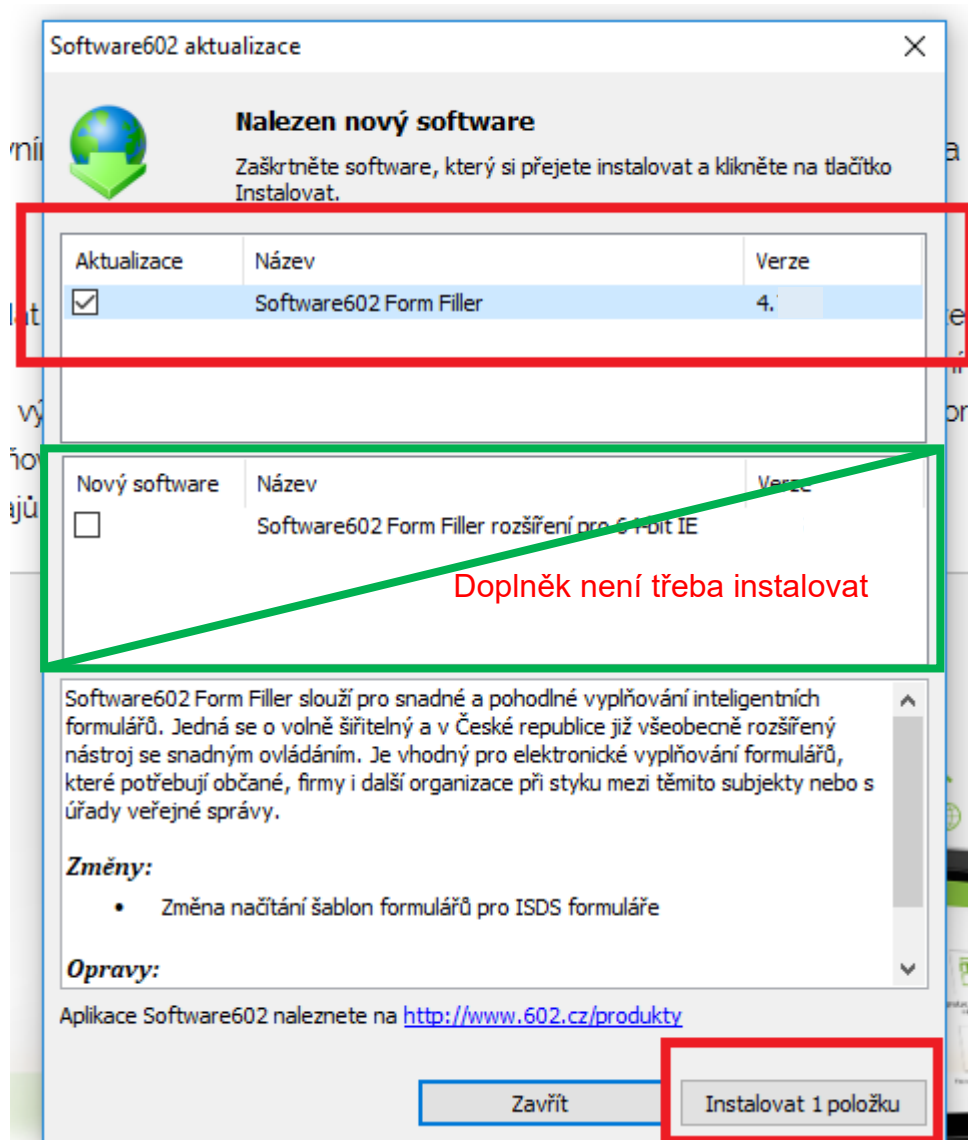 Software602 aktualizace
Nalezen nový software
Zaškrtněte software, který si přejete instalovat a klikněte na tlačítko
Instalovat.
Aktualizace Název Verze
Software602 Form Filler 4.
Nový software Název Verze
Software602 Form Filler rozšíření pro 64-bit IE
Doplněk není třeba instalovat
Software602 Form Filler slouží pro snadné a pohodlné vyplňování inteligentních
formulářů. Jedná se o volně šiřitelný a v České republice již všeobecně rozšířený
nástroj se snadným ovládáním. Je vhodný pro elektronické vyplňování formulářů,
které potřebují občané, firmy i další organizace při styku mezi těmito subjekty nebo s
úřady veřejné správy.
Změny:
• Změna načítání šablon formulářů pro ISDS formuláře
Opravy:
Aplikace Software602 naleznete na http://www.602.cz/produkty
Zavřít Instalovat 1 položku